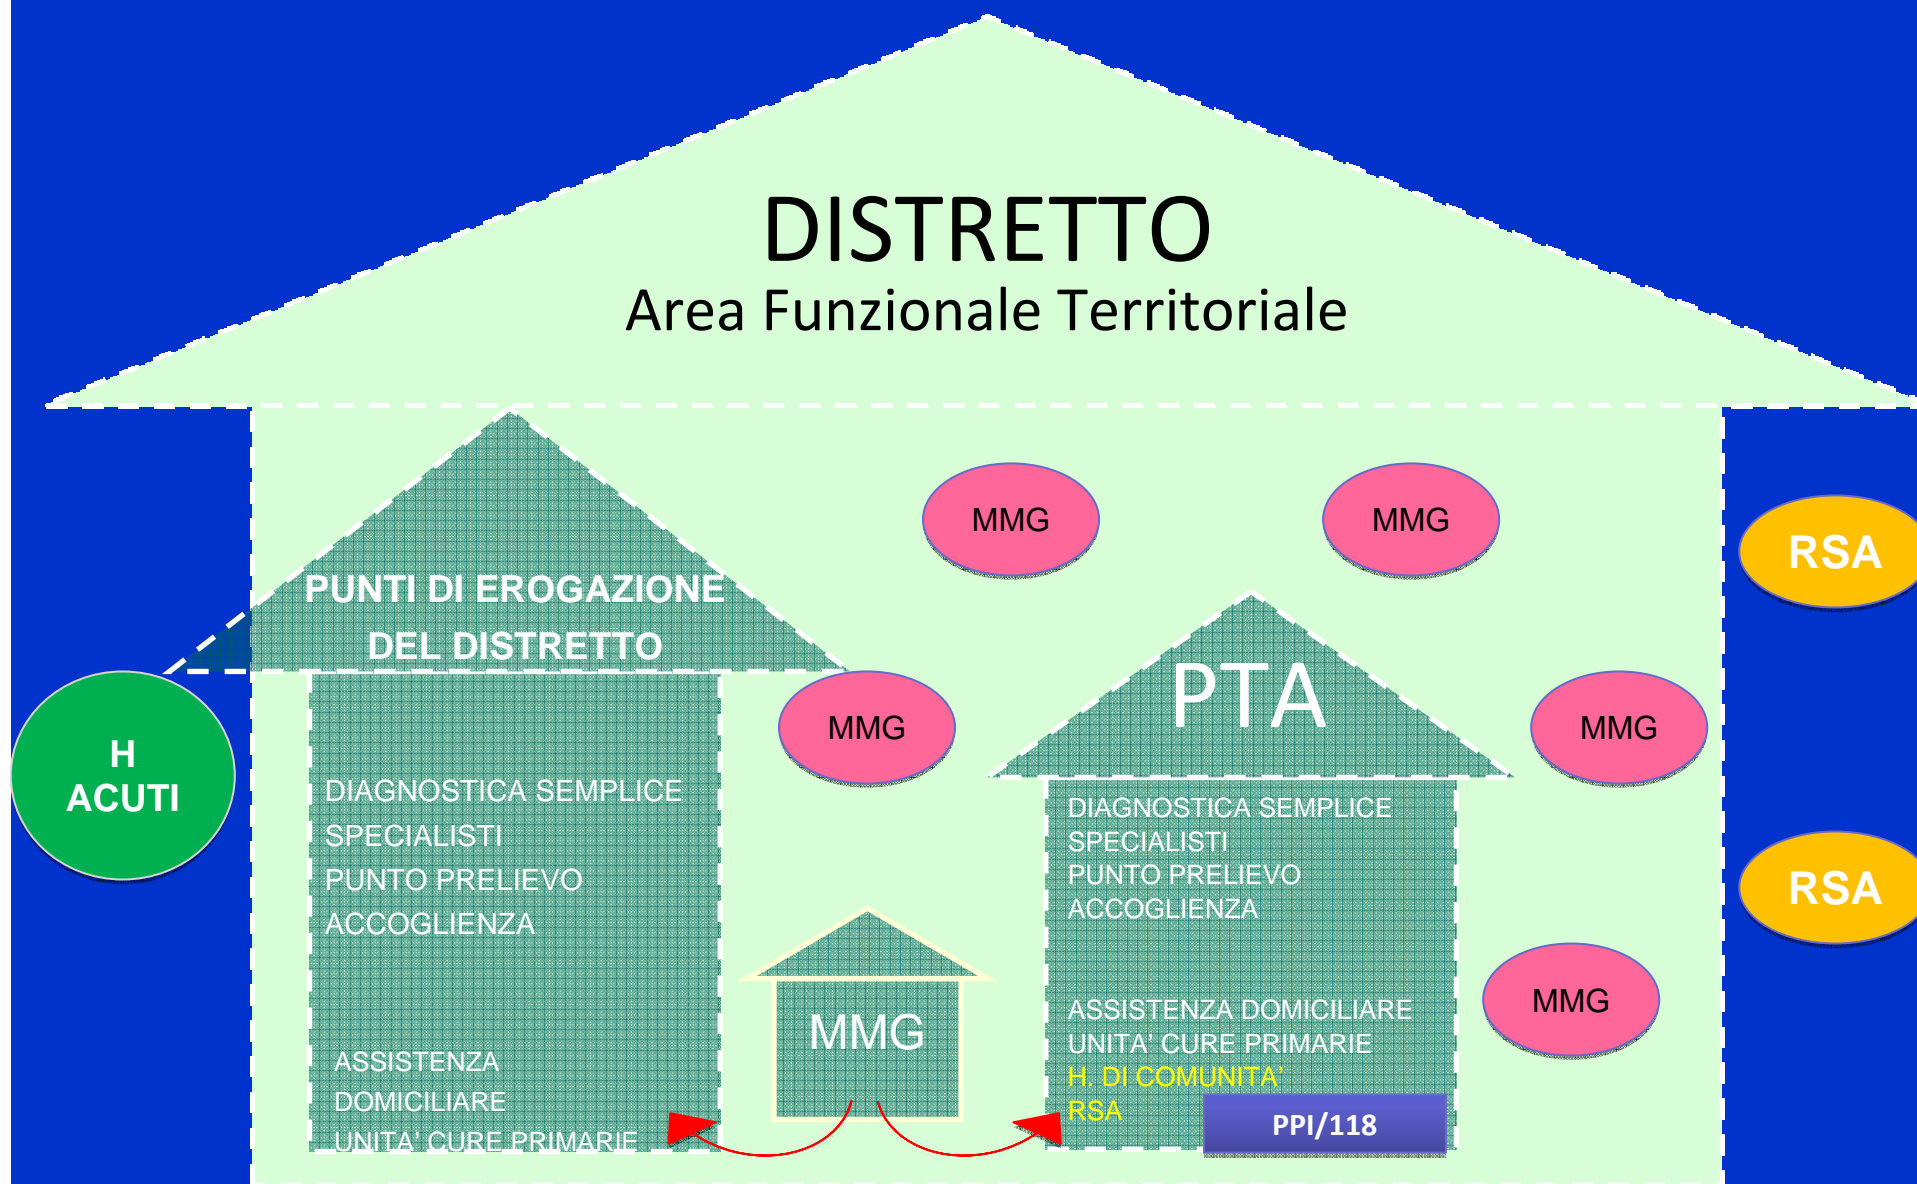 DISTRETTO
Area Funzionale Territoriale
MMG
MMG
RSA
PUNTI DI EROGAZIONE
DEL DISTRETTO
MMG
PTA
MMG
H
ACUTI
DIAGNOSTICA SEMPLICE
SPECIALISTI
PUNTO PRELIEVO
ACCOGLIENZA
ASSISTENZA
DOMICILIARE
UNITA' CURE PRIMARIE
MMG
DIAGNOSTICA SEMPLICE
SPECIALISTI
PUNTO PRELIEVO
ACCOGLIENZA
ASSISTENZA DOMICILIARE
UNITA' CURE PRIMARIE
H. DI COMUNITA'
RSA
PPI/118
MMG
RSA